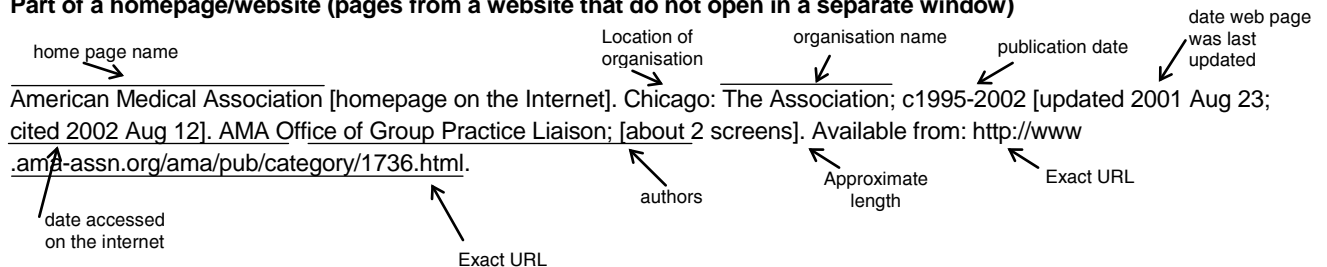 Part of a homepage/website (pages from a website that do not open in a separate window)
home page name
Location of
organisation
organisation name
publication date
date web page
was last
updated
American Medical Association [homepage on the Internet]. Chicago: The Association; c1995-2002 [updated 2001 Aug 23;
cited 2002 Aug 12]. AMA Office of Group Practice Liaison; [about 2 screens]. Available from: http://www
.ama-assn.org/ama/pub/category/1736.html.
date accessed
on the internet
Exact URL
authors
Approximate
length
Exact URL